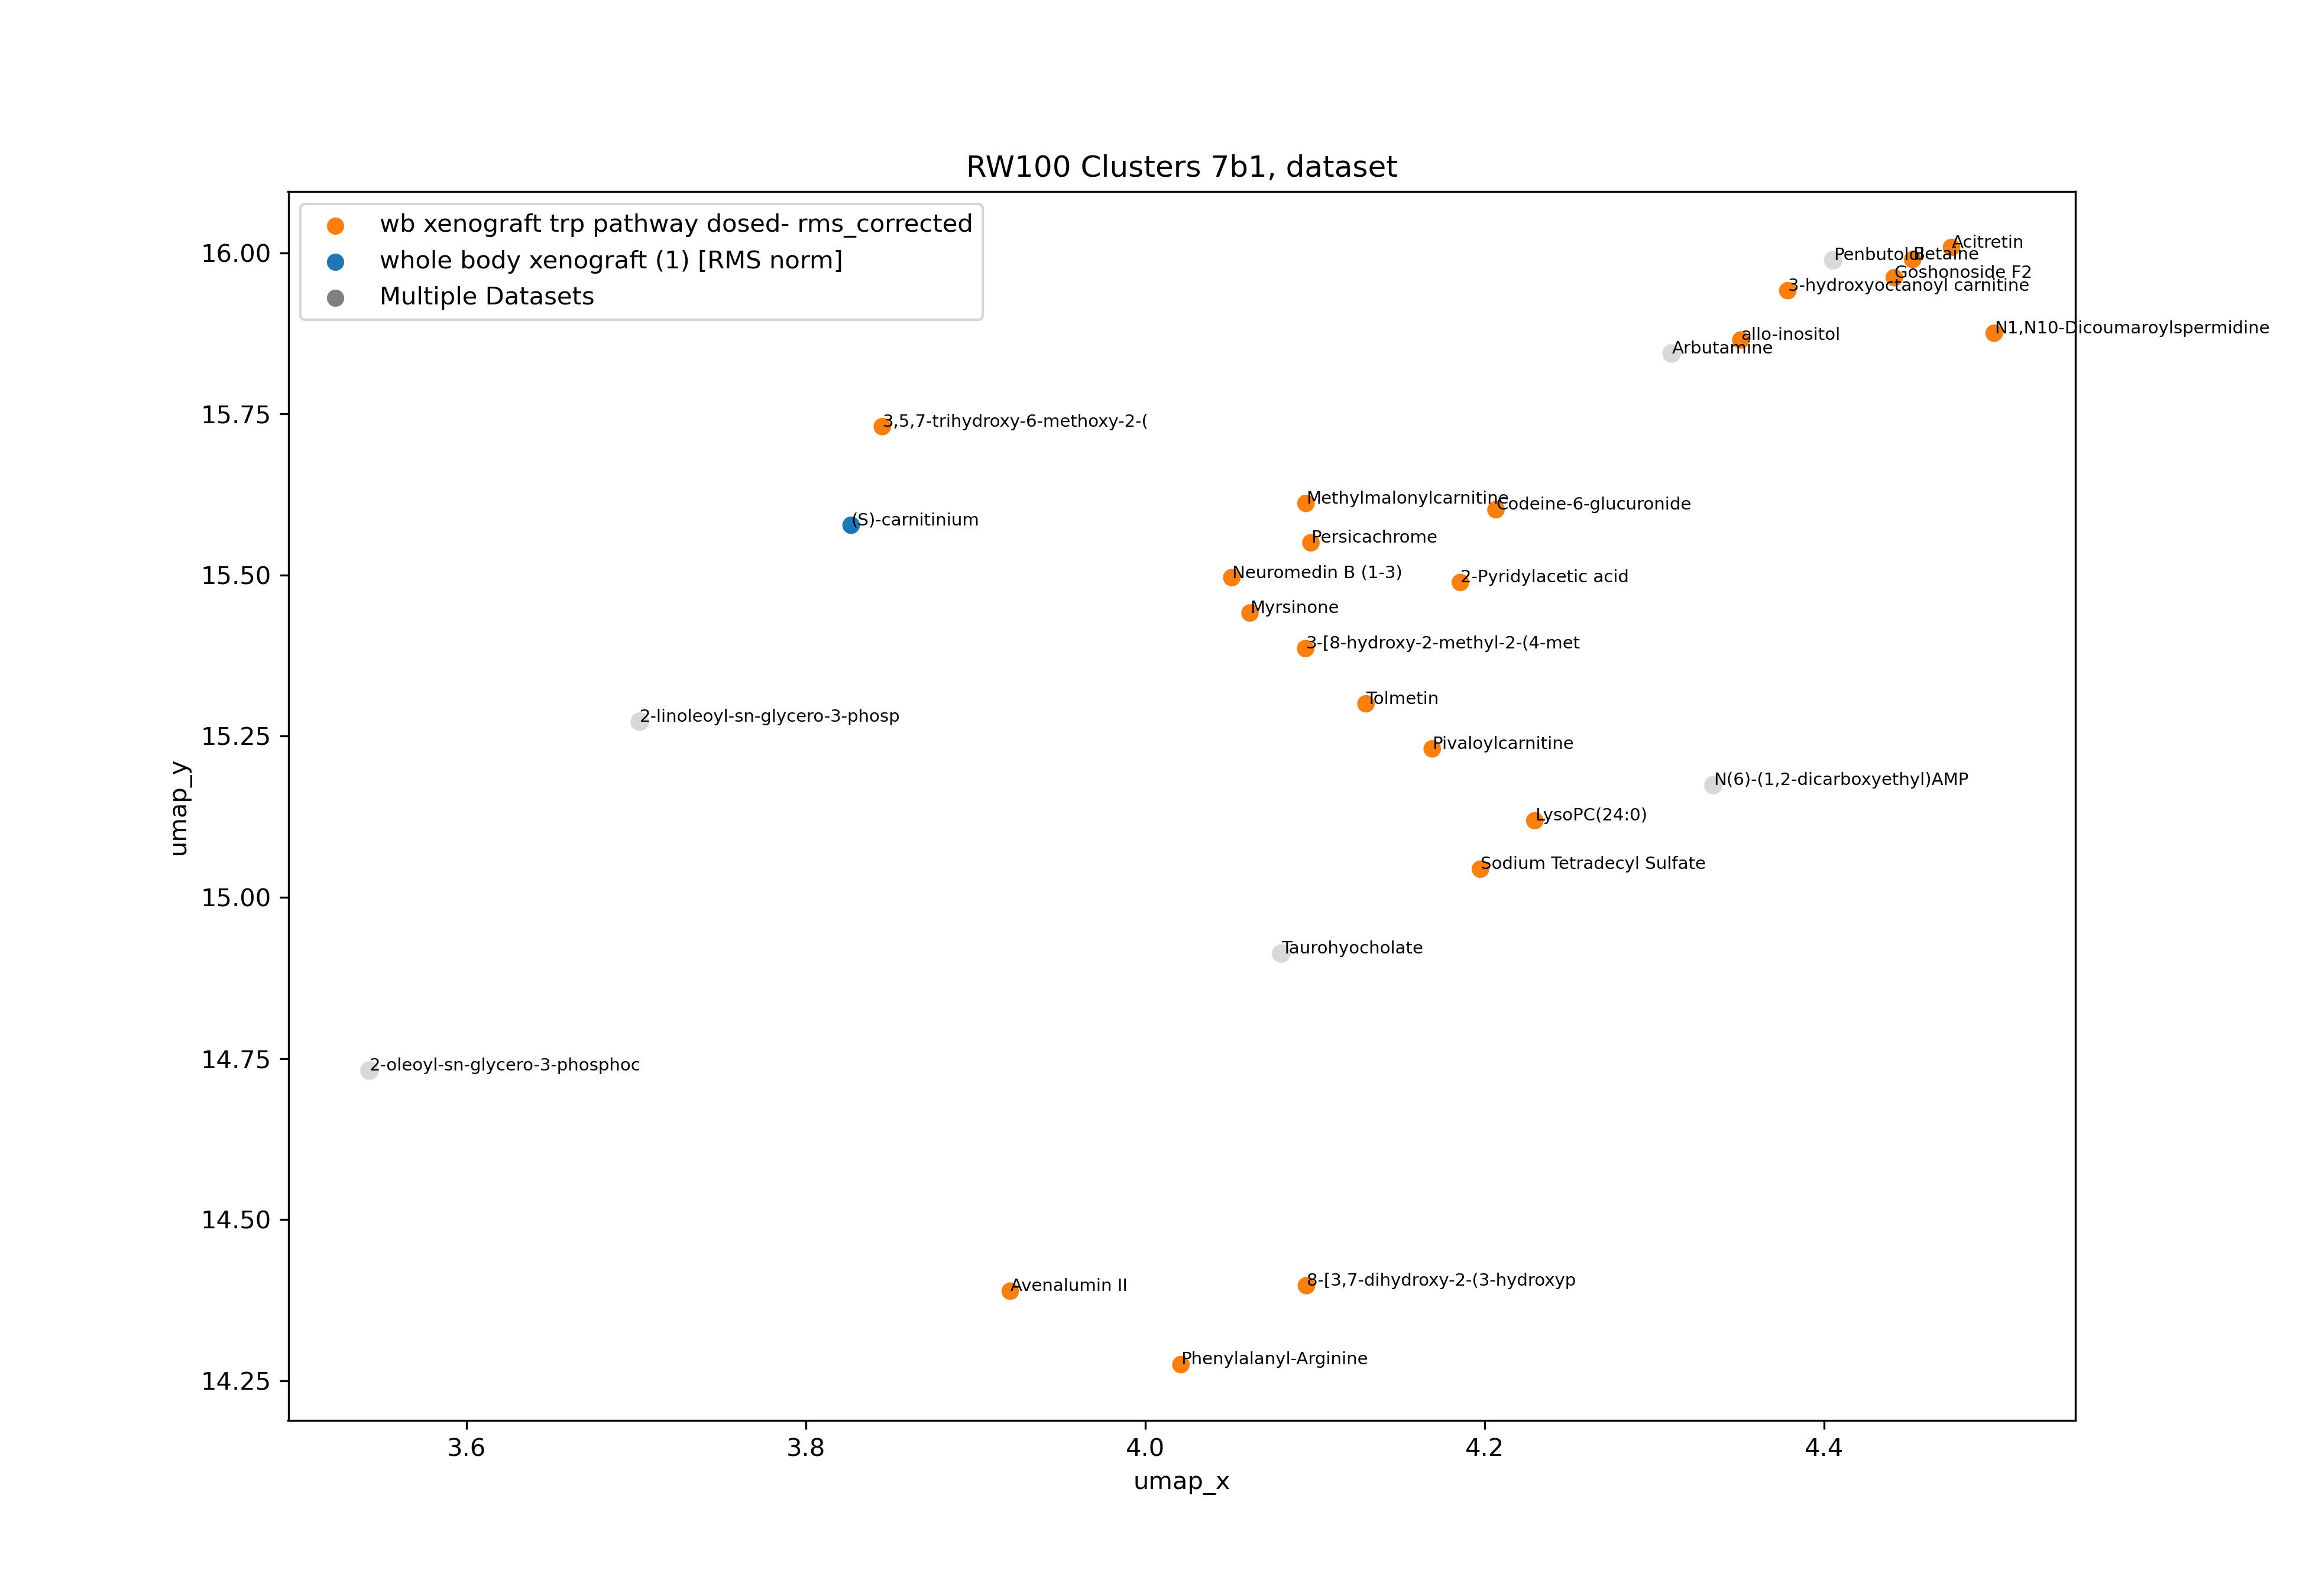 RW100 Clusters 7b1, dataset
wb xenograft trp pathway dosed- rms_corrected
whole body xenograft (1) [RMS norm]
Multiple Datasets
Acitretin
Penbutolol
Betaine
Goshonoside F2
3-hydroxyoctanoyl carnitine
N1,N10-Dicoumaroylspermidine
allo-inositol
Arbutamine
3,5,7-trihydroxy-6-methoxy-2-(
Methylmalonylcarnitine
Codeine-6-glucuronide
(S)-carnitinium
Persicachrome
Neuromedin B (1-3)
2-Pyridylacetic acid
Myrsinone
3-[8-hydroxy-2-methyl-2-(4-met
Tolmetin
2-linoleoyl-sn-glycero-3-phosp
Pivaloylcarnitine
N(6)-(1,2-dicarboxyethyl)AMP
LysoPC(24:0)
Sodium Tetradecyl Sulfate
Taurohyocholate
2-oleoyl-sn-glycero-3-phosphoc
Avenalumin II
8-[3,7-dihydroxy-2-(3-hydroxyp
Phenylalanyl-Arginine
16.00
15.75
15.50
15.25
15.00
14.75
14.50
14.25
umap_y
3.6
3.8
4.0
4.2
4.4
umap_x